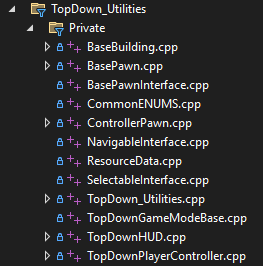 TopDown_Utilities
Private
BaseBuilding.cpp
BasePawn.cpp
BasePawnInterface.cpp
CommonENUMS.cpp
ControllerPawn.cpp
NavigableInterface.cpp
ResourceData.cpp
SelectableInterface.cpp
TopDown_Utilities.cpp
TopDownGameModeBase.cpp
TopDownHUD.cpp
TopDownPlayerController.cpp